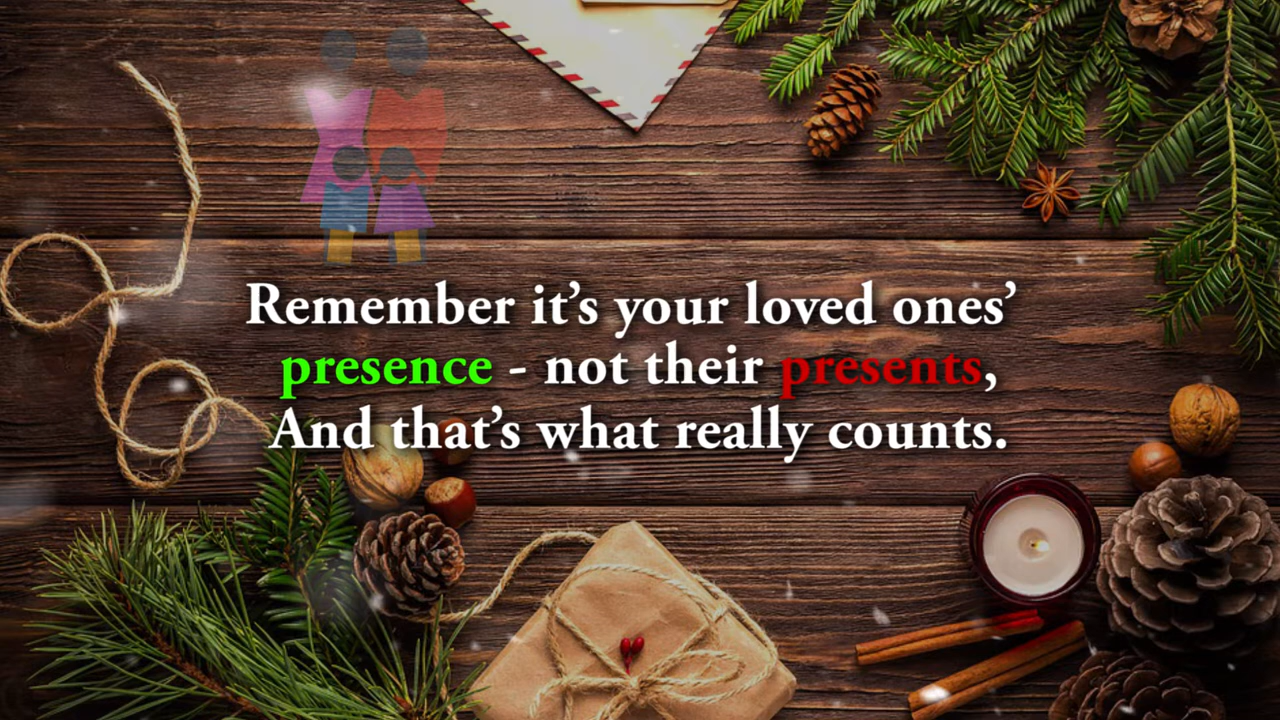 Remember it’s your loved ones’
presence - not their presents,
And that’s what really counts.